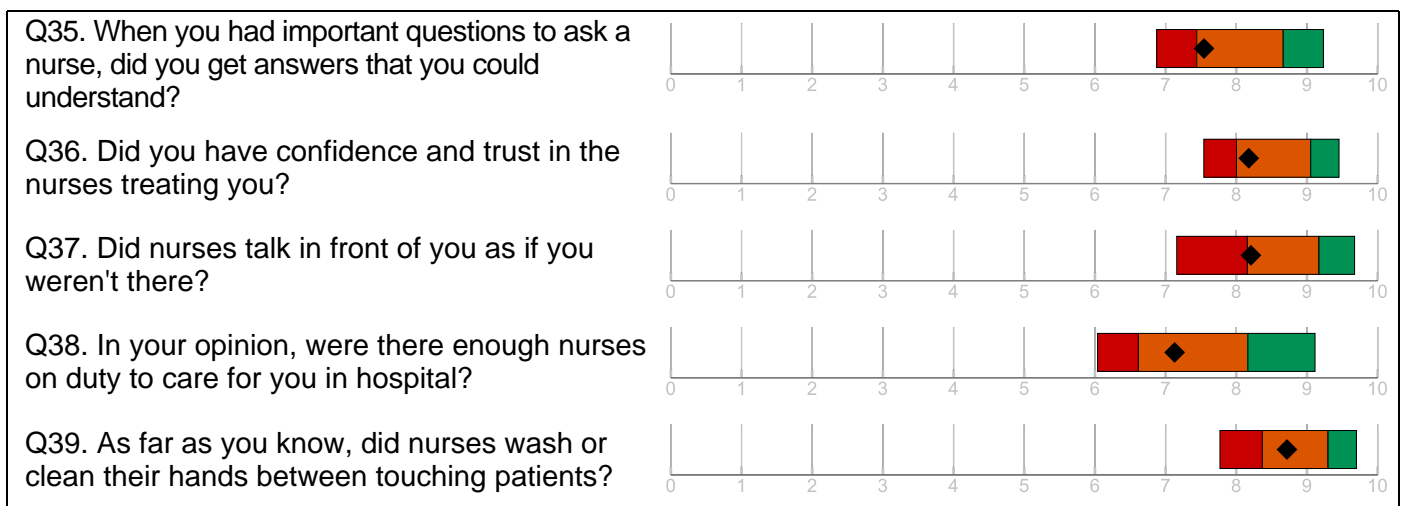 Q35. When you had important questions to ask a
nurse, did you get answers that you could
understand?
0 1 2 3 4 5 6 7 8 9 10
Q36. Did you have confidence and trust in the
nurses treating you?
0 1 2 3 4 5 6 7 8 9 10
Q37. Did nurses talk in front of you as if you
weren't there?
0 1 2 3 4 5 6 7 8 9 10
Q38. In your opinion, were there enough nurses
on duty to care for you in hospital?
0 1 2 3 4 5 6 7 8 9 10
Q39. As far as you know, did nurses wash or
clean their hands between touching patients?
0 1 2 3 4 5 6 7 8 9 10